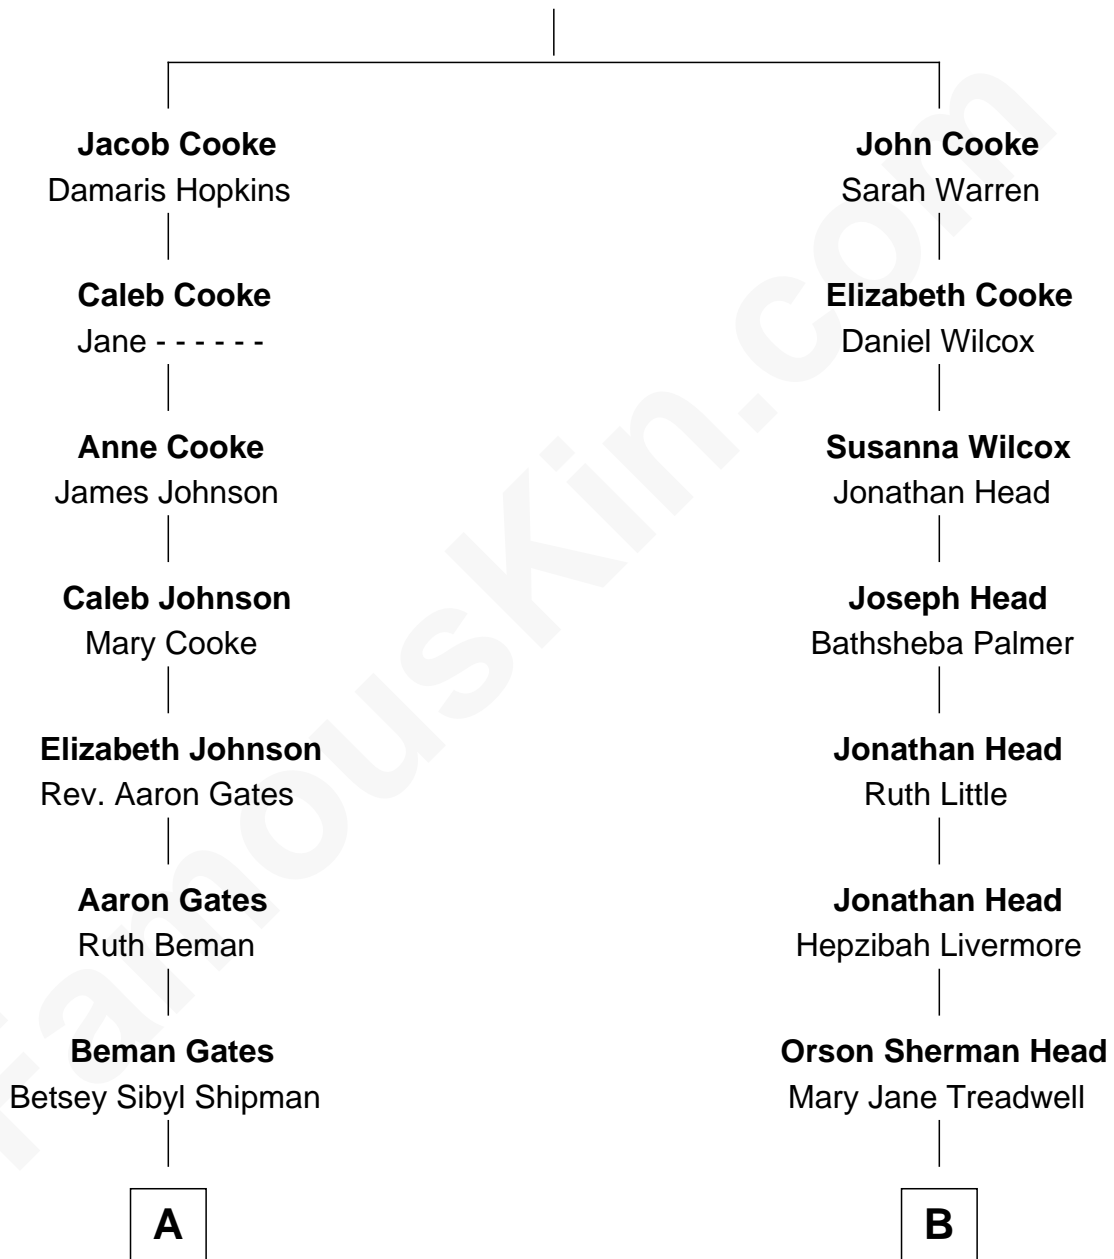 Jacob Cooke
Damaris Hopkins
John Cooke
Sarah Warren
Caleb Cooke
Jane - - - - - -
Elizabeth Cooke
Daniel Wilcox
Anne Cooke
James Johnson
Susanna Wilcox
Jonathan Head
Caleb Johnson
Mary Cooke
Joseph Head
Bathsheba Palmer
Elizabeth Johnson
Rev. Aaron Gates
Jonathan Head
Ruth Little
Aaron Gates
Ruth Beman
Jonathan Head
Hepzibah Livermore
Beman Gates
Betsey Sibyl Shipman
Orson Sherman Head
Mary Jane Treadwell
A
B
FamousKin.com